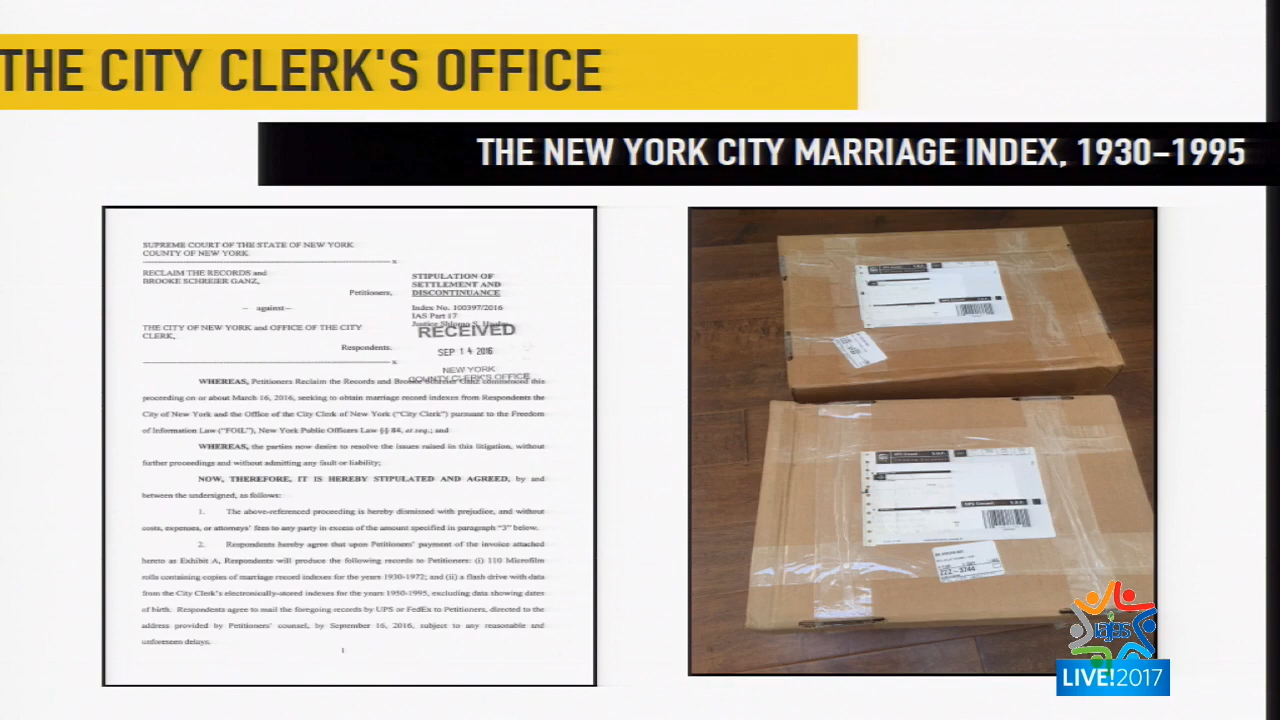 THE CITY CLERK'S OFFICE
THE NEW YORK CITY MARRIAGE INDEX, 1930-1995
SUPREME COURT OF THE STATE OF NEW YORK
COUNTY OF NEW YORK
x
RECLAIM THE RECORDS and
BROOKE SCHREIER GANZ,
Petitioners,
— against—
THE CITY OF NEW YORK and OFFICE OF THE CITY
CLERK,
Respondents.
x
STIPULATION OF
SETTLEMENT AND
DISCONTINUANCE
Index No. 100397/2016
IAS Part 17
Justice Shlomo S.
RECEIVED
SEP 14 2016
NEW YORK
COUNTY CLERK'S OFFICE
WHEREAS, Petitioners Reclaim the Records and Brooke Schreier Ganz commenced this
proceeding on or about March 16, 2016, seeking to obtain marriage record indexes from Respondents the
City of New York and the Office of the City Clerk of New York ("City Clerk") pursuant to the Freedom
of Information Law ("FOIL"), New York Public Officers Law §§ 84, et seq.; and
WHEREAS, the parties now desire to resolve the issues raised in this litigation, without
further proceedings and without admitting any fault or liability;
NOW, THEREFORE, IT IS HEREBY STIPULATED AND AGREED, by and
between the undersigned, as follows:
1. The above-referenced proceeding is hereby dismissed with prejudice, and without
costs, expenses, or attorneys' fees to any party in excess of the amount specified in paragraph "3" below.
2. Respondents hereby agree that upon Petitioners' payment of the invoice attached
hereto as Exhibit A, Respondents will produce the following records to Petitioners: (i) 110 Microfilm
rolls containing copies of marriage record indexes for the years 1930-1972; and (ii) a flash drive with data
from the City Clerk's electronically-stored indexes for the years 1950-1995, excluding data showing dates
of birth. Respondents agree to mail the foregoing records by UPS or FedEx to Petitioners, directed to the
address provided by Petitioners' counsel, by September 16, 2016, subject to any reasonable and
unforeseen delays.
1
iajgs
LIVE!2017